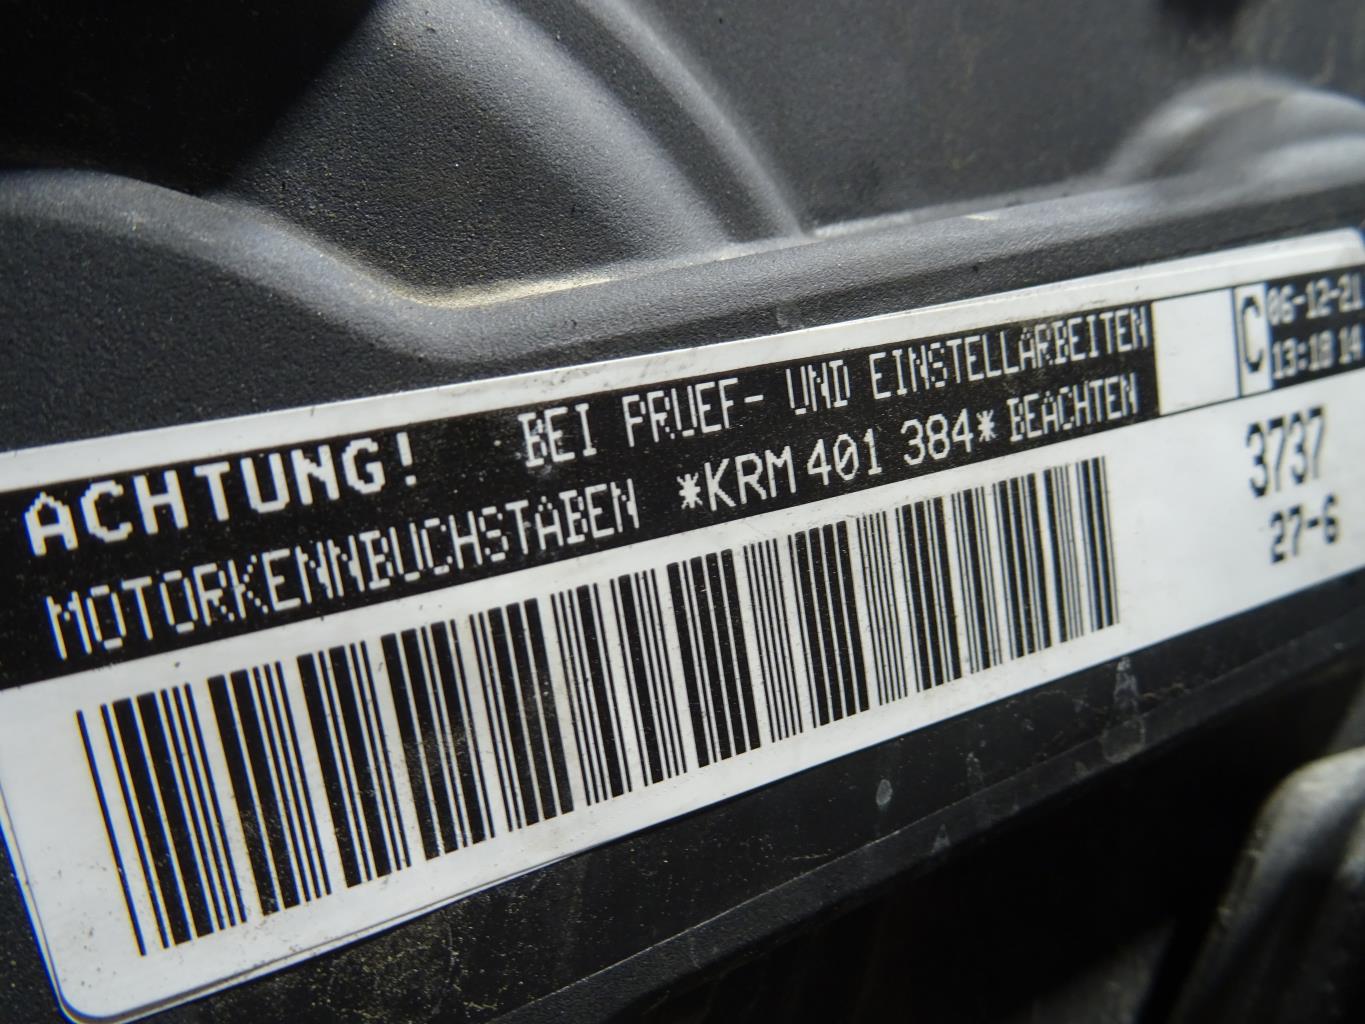 ACHTUNG! BEI PRUEF- UND EINSTELLARBEITEN
MOTORKENNBUCHSTABEN *KRM 401 384* BEACHTEN
C
06-12-21
13:18 14
3737
27-6